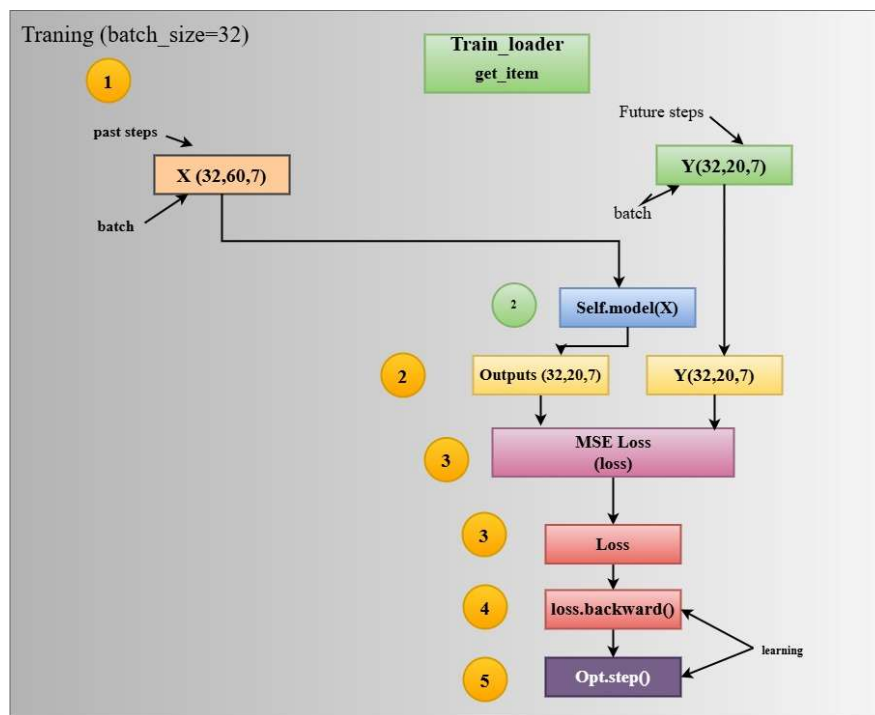 Traning (batch_size=32)
Train_loader
get_item
1
past steps
X (32,60,7)
batch
Future steps
Y(32,20,7)
batch
2
Self.model(X)
2
Outputs (32,20,7)
Y(32,20,7)
3
MSE Loss
(loss)
3
Loss
4
loss.backward()
learning
5
Opt.step()